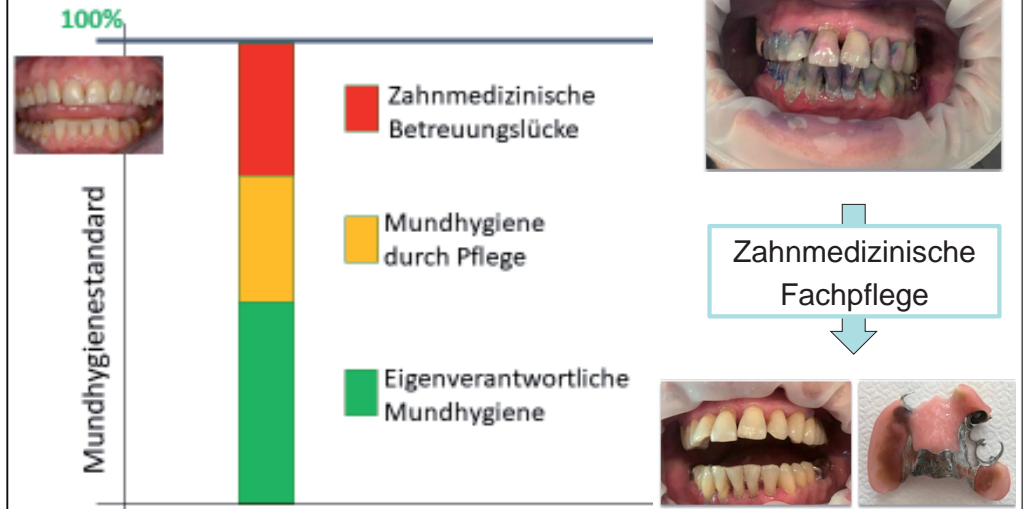 100%
Mundhygienestandard
Zahnmedizinische
Betreuungslücke
Mundhygiene
durch Pflege
Eigenverantwortliche
Mundhygiene
Zahnmedizinische
Fachpflege